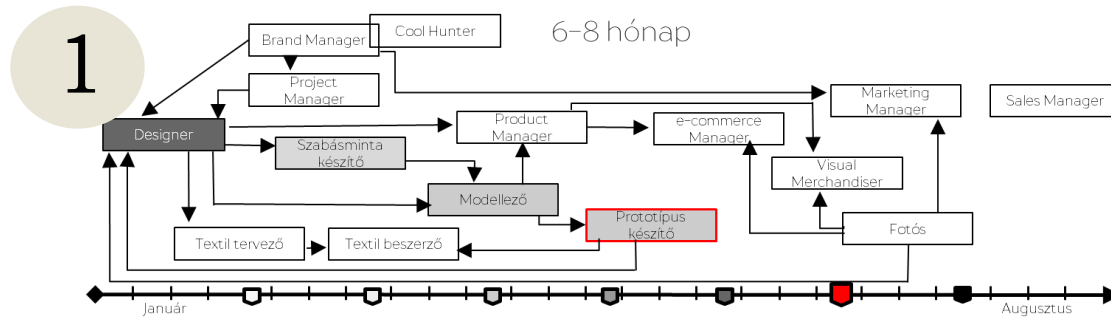 1
Brand Manager
Cool Hunter
6-8 hónap
Project
Manager
Marketing
Manager
Sales Manager
Designer
Product
Manager
e-commerce
Manager
Szabásminta
készítő
Visual
Merchandiser
Modellező
Prototípus
készítő
Fotós
Textil tervező
Textil beszerző
Január
Augusztus